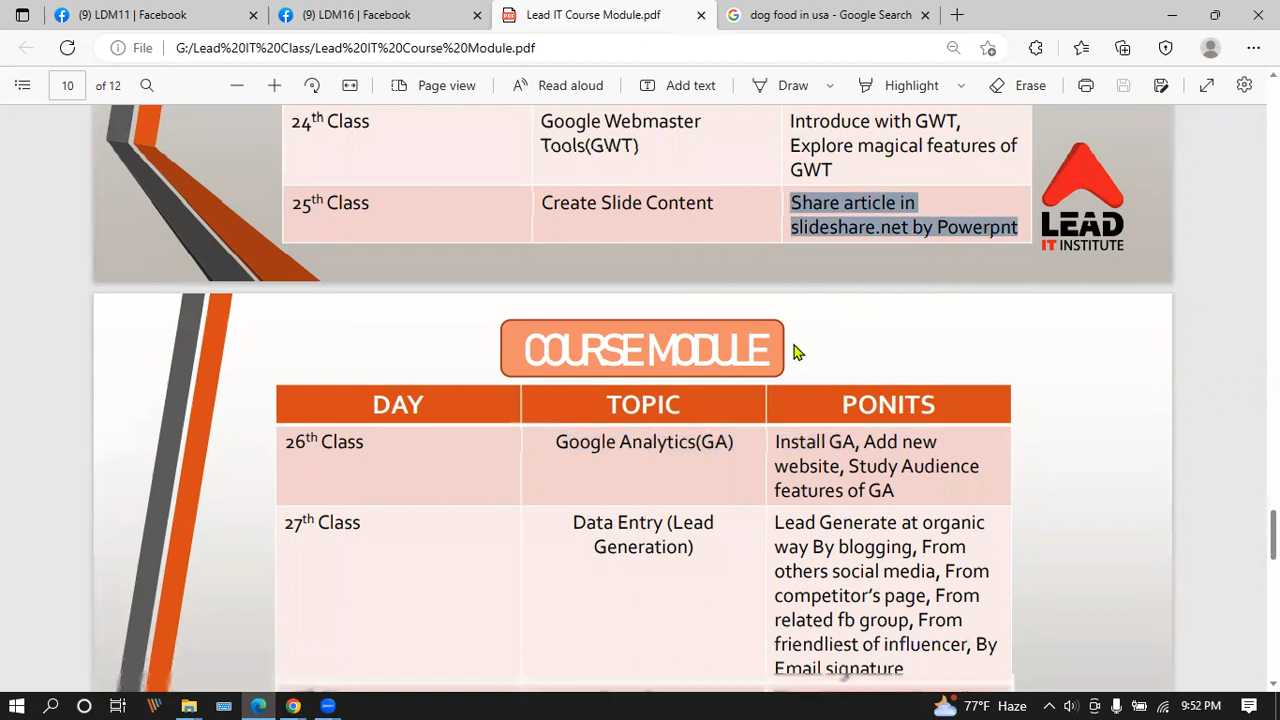 (9) LDM11 | Facebook
(9) LDM16 | Facebook
Lead IT Course Module.pdf
dog food in usa - Google Search
File
G:/Lead%20IT%20Class/Lead%20IT%20Course%20Module.pdf
10
of 12
Page view
Read aloud
Add text
Draw
Highlight
Erase
24th Class
Google Webmaster
Tools(GWT)
Introduce with GWT,
Explore magical features of
GWT
25th Class
Create Slide Content
Share article in
slideshare.net by Powerpnt
LEAD
IT INSTITUTE
COURSE MODULE
DAY
TOPIC
PONITS
26th Class
Google Analytics(GA)
Install GA, Add new
website, Study Audience
features of GA
27th Class
Data Entry (Lead
Generation)
Lead Generate at organic
way By blogging, From
others social media, From
competitor's page, From
related fb group, From
friendliest of influencer, By
Email signature
77°F Haze
9:52 PM